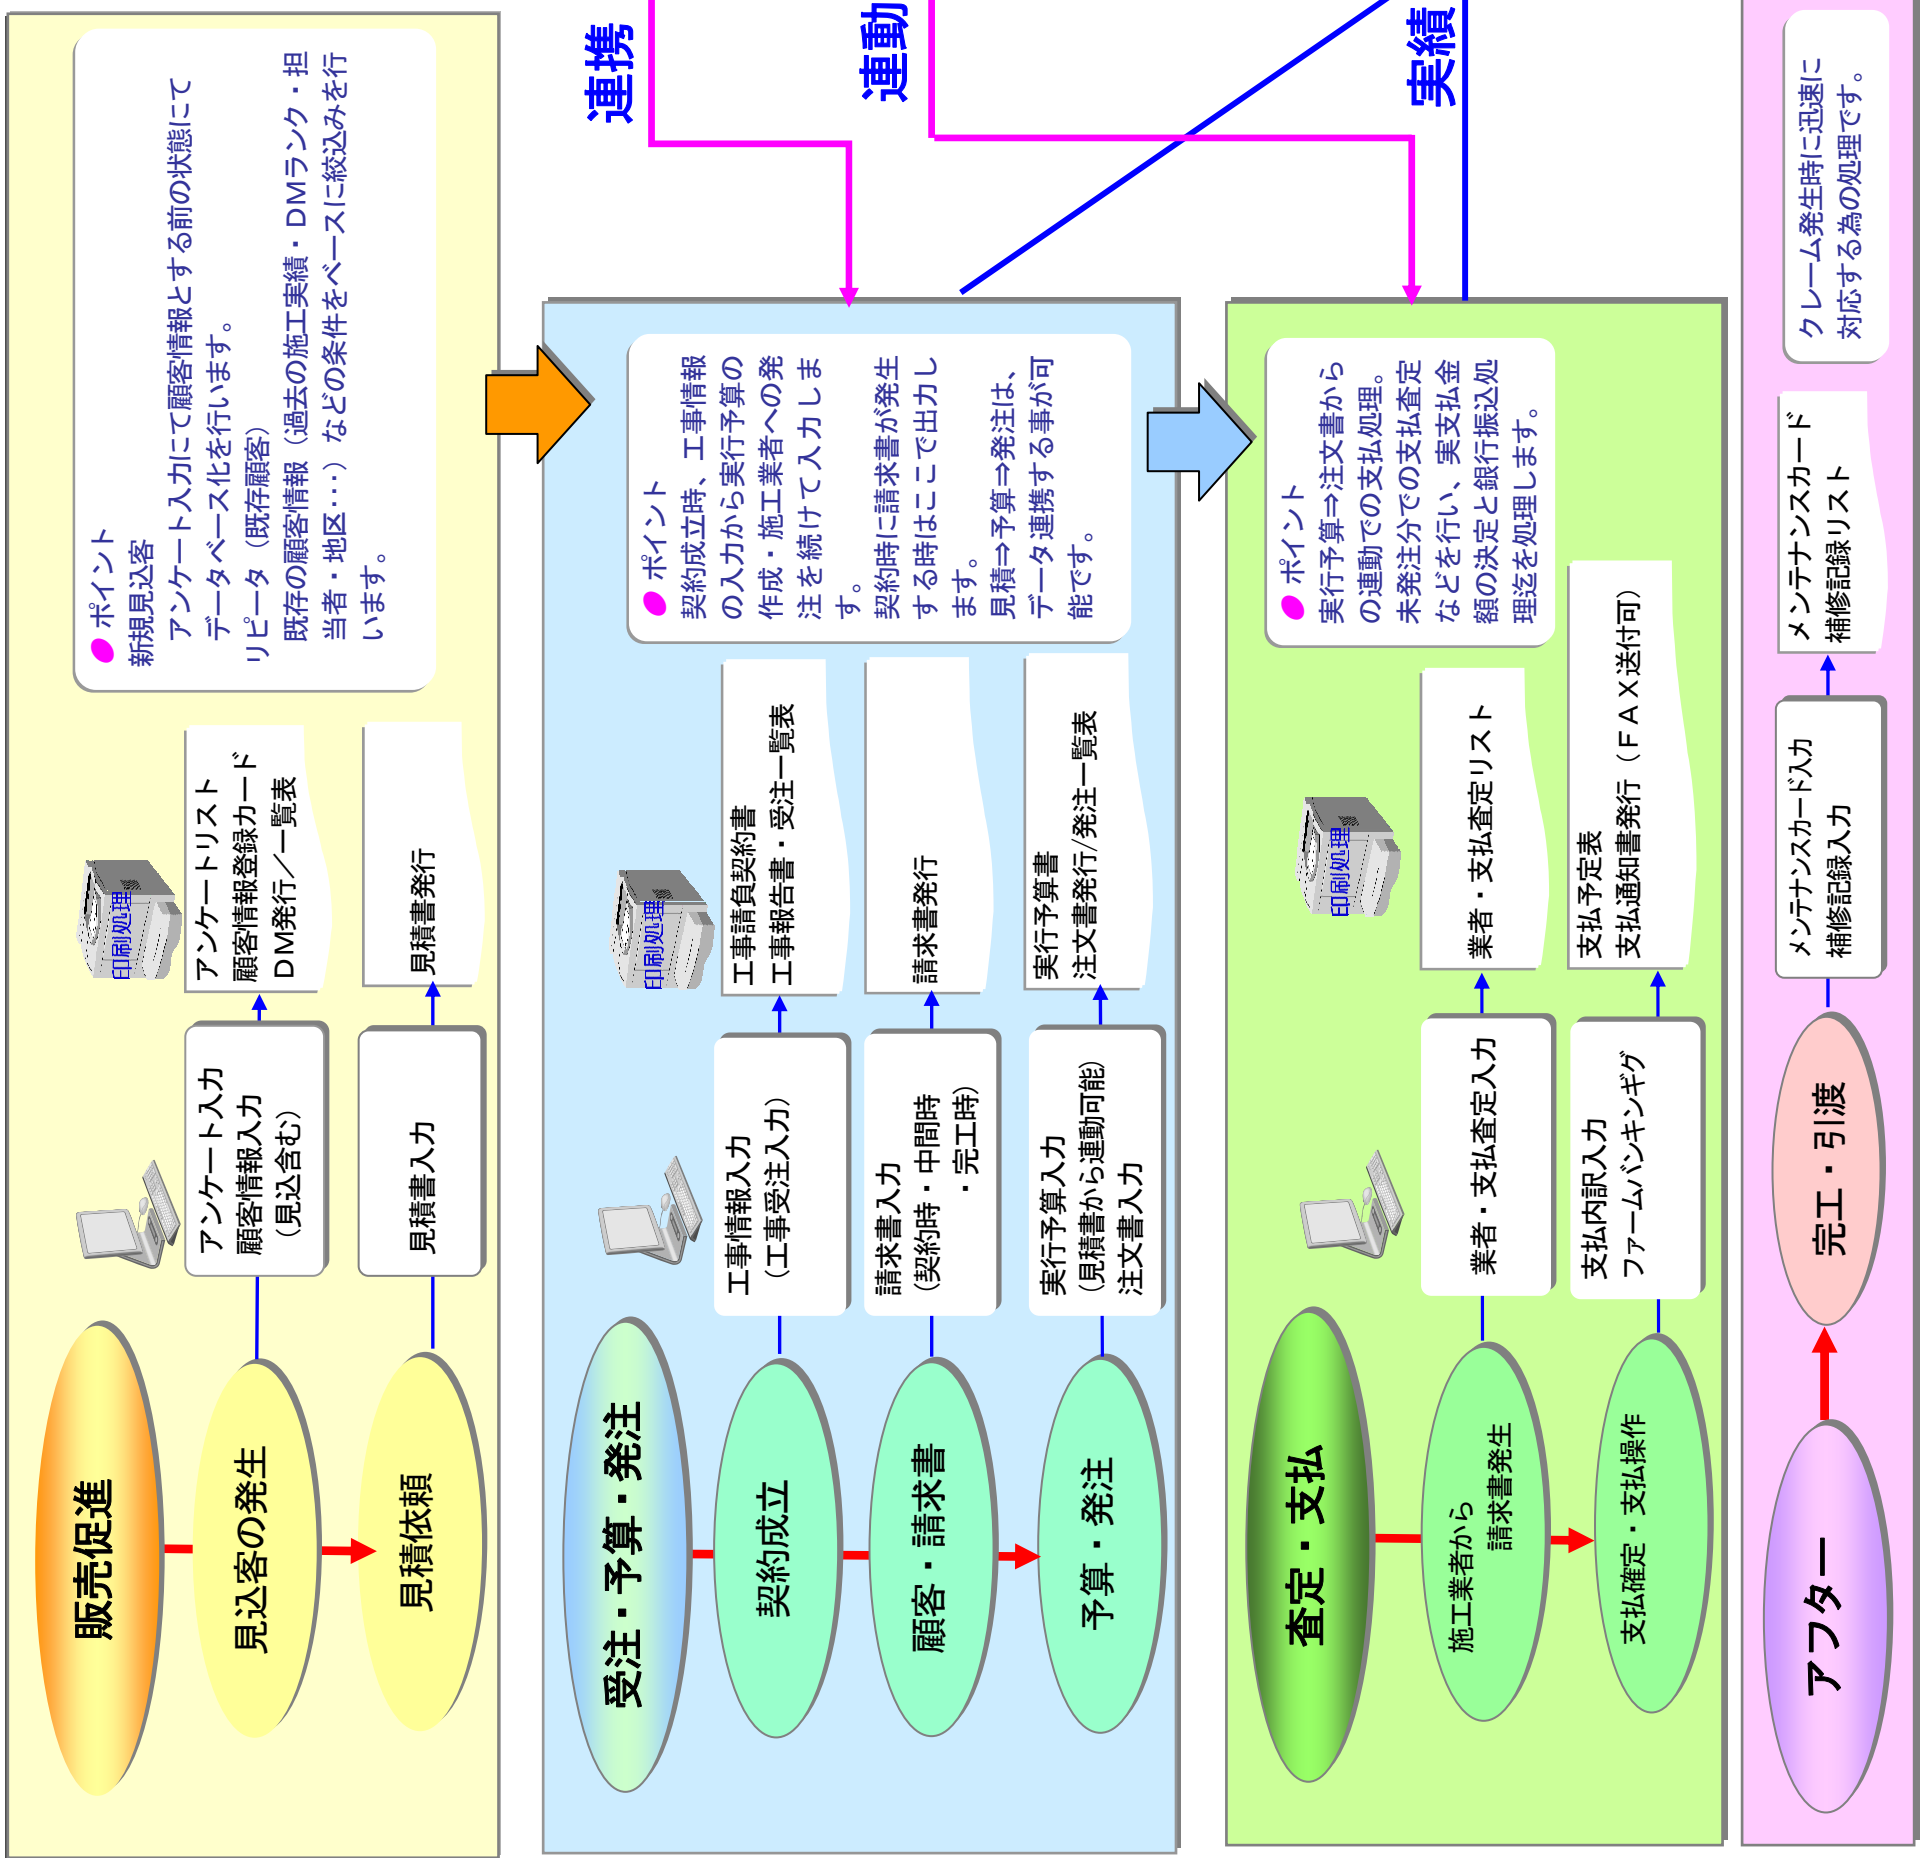 販売促進
見込客の発生
見積依頼
アンケート入力
顧客情報入力
（見込含む）
見積書入力
印刷処理
アンケートリスト
顧客情報登録カード
ＤＭ発行／一覧表
見積書発行
ポイント
新規見込客
アンケート入力にて顧客情報とする前の状態にて
データベース化を行います。
リピータ（既存顧客）
既存の顧客情報（過去の施工実績・ＤＭランク・担
当者・地区・・・）などの条件をベースに絞込みを行
います。
連携
連動
実績
受注・予算・発注
契約成立
顧客・請求書
予算・発注
工事情報入力
（工事受注入力）
請求書入力
（契約時・中間時
・完工時）
実行予算入力
（見積書から連動可能）
注文書入力
印刷処理
工事請負契約書
工事報告書・受注一覧表
請求書発行
実行予算書
注文書発行/発注一覧表
ポイント
契約成立時、工事情報
の入力から実行予算の
作成・施工業者への発
注を続けて入力しま
す。
契約時に請求書が発生
する時はここで出力し
ます。
見積⇒予算⇒発注は、
データ連携する事が可
能です。
査定・支払
施工業者から
請求書発生
支払確定・支払操作
業者・支払査定入力
支払内訳入力
ファームバンキンギグ
印刷処理
業者・支払査定リスト
支払予定表
支払通知書発行（ＦＡＸ送付可）
ポイント
実行予算⇒注文書から
の連動での支払処理。
未発注分での支払査定
などを行い、実支払金
額の決定と銀行振込処
理迄を処理します。
アフター
完工・引渡
メンテナンスカード入力
補修記録入力
メンテナンスカード
補修記録リスト
クレーム発生時に迅速に
対応する為の処理です。